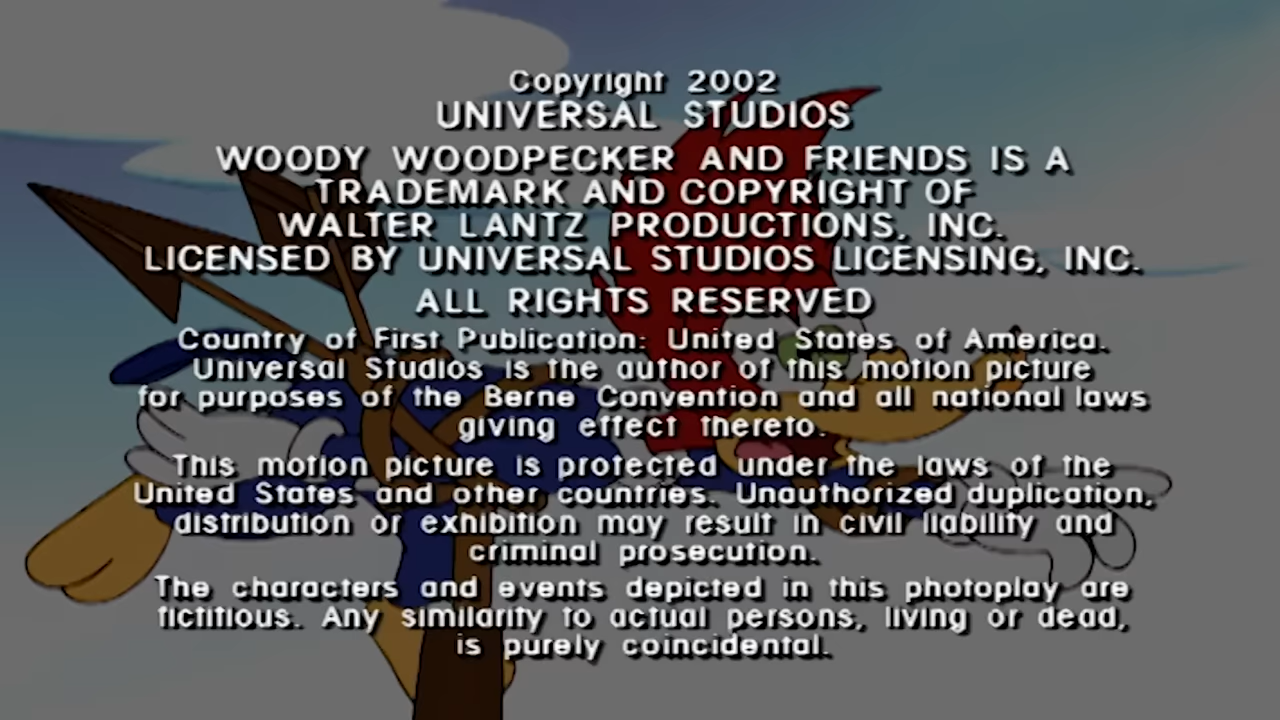 Copyright 2002
UNIVERSAL STUDIOS
WOODY WOODPECKER AND FRIENDS IS A
TRADEMARK AND COPYRIGHT OF
WALTER LANTZ PRODUCTIONS, INC.
LICENSED BY UNIVERSAL STUDIOS LICENSING, INC.
ALL RIGHTS RESERVED
Country of First Publication: United States of America.
Universal Studios is the author of this motion picture
for purposes of the Berne Convention and all national laws
giving effect thereto.
This motion picture is protected under the laws of the
United States and other countries. Unauthorized duplication,
distribution or exhibition may result in civil liability and
criminal prosecution.
The characters and events depicted in this photoplay are
fictitious. Any similarity to actual persons, living or dead,
is purely coincidental.